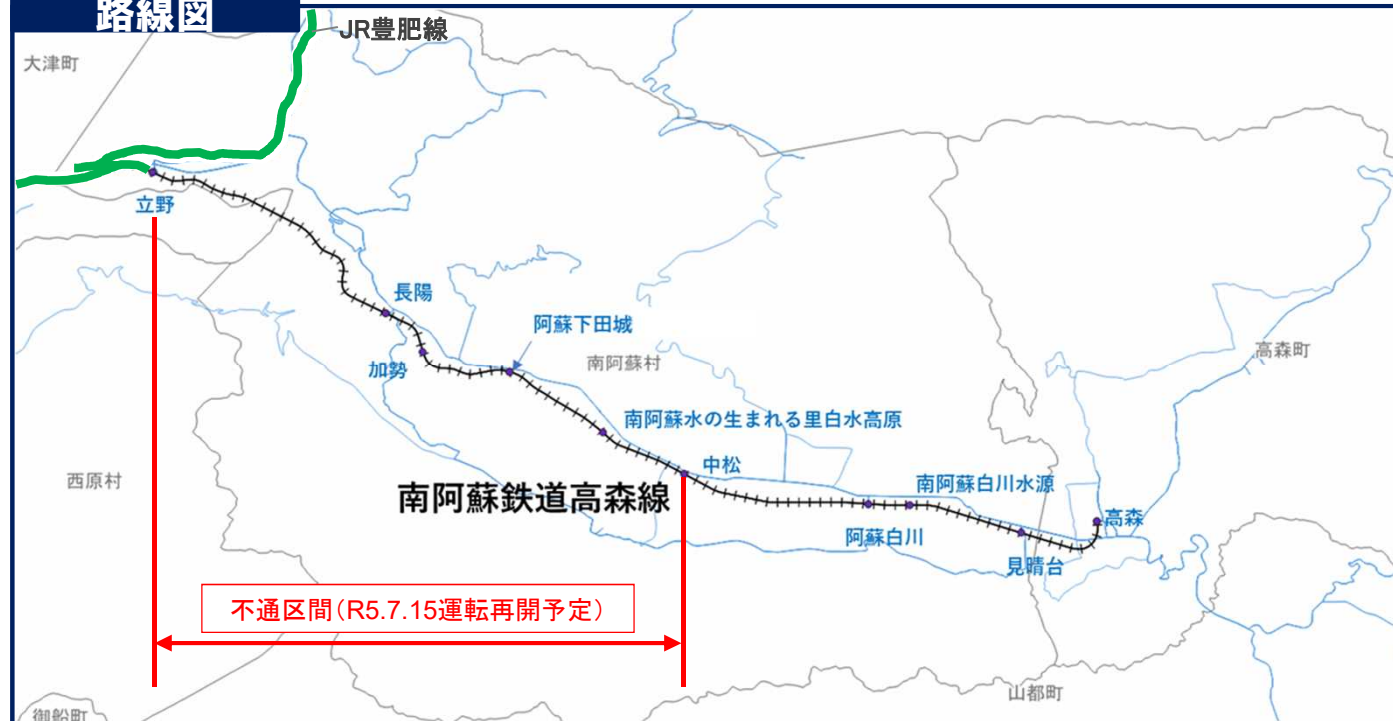 路線図
JR豊肥線
大津町
立野
長陽
阿蘇下田城
加勢
南阿蘇村
高森町
南阿蘇水の生まれる里白水高原
中松
西原村
南阿蘇鉄道高森線
南阿蘇白川水源
高森
阿蘇白川
見晴台
不通区間(R5.7.15運転再開予定)
山都町
御船町